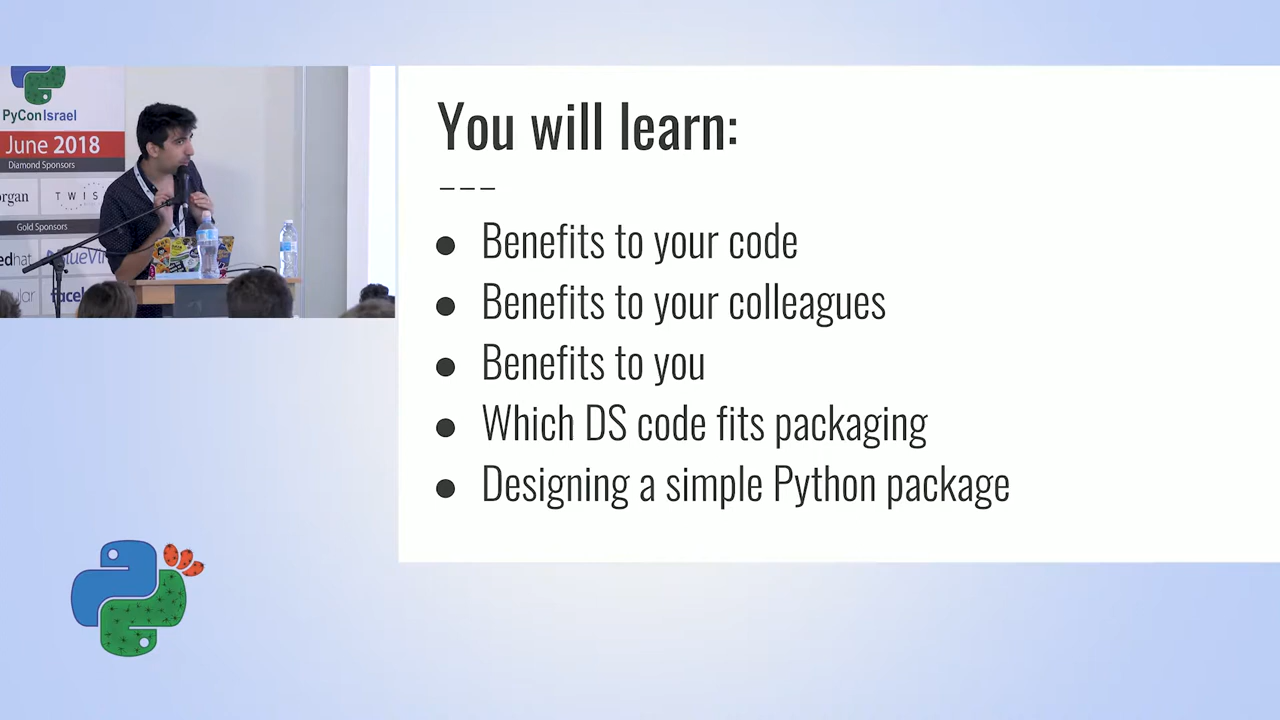 PyConIsrael
June 2018
Diamond Sponsors
TWIS
Gold Sponsors
You will learn:
---
● Benefits to your code
● Benefits to your colleagues
● Benefits to you
● Which DS code fits packaging
● Designing a simple Python package